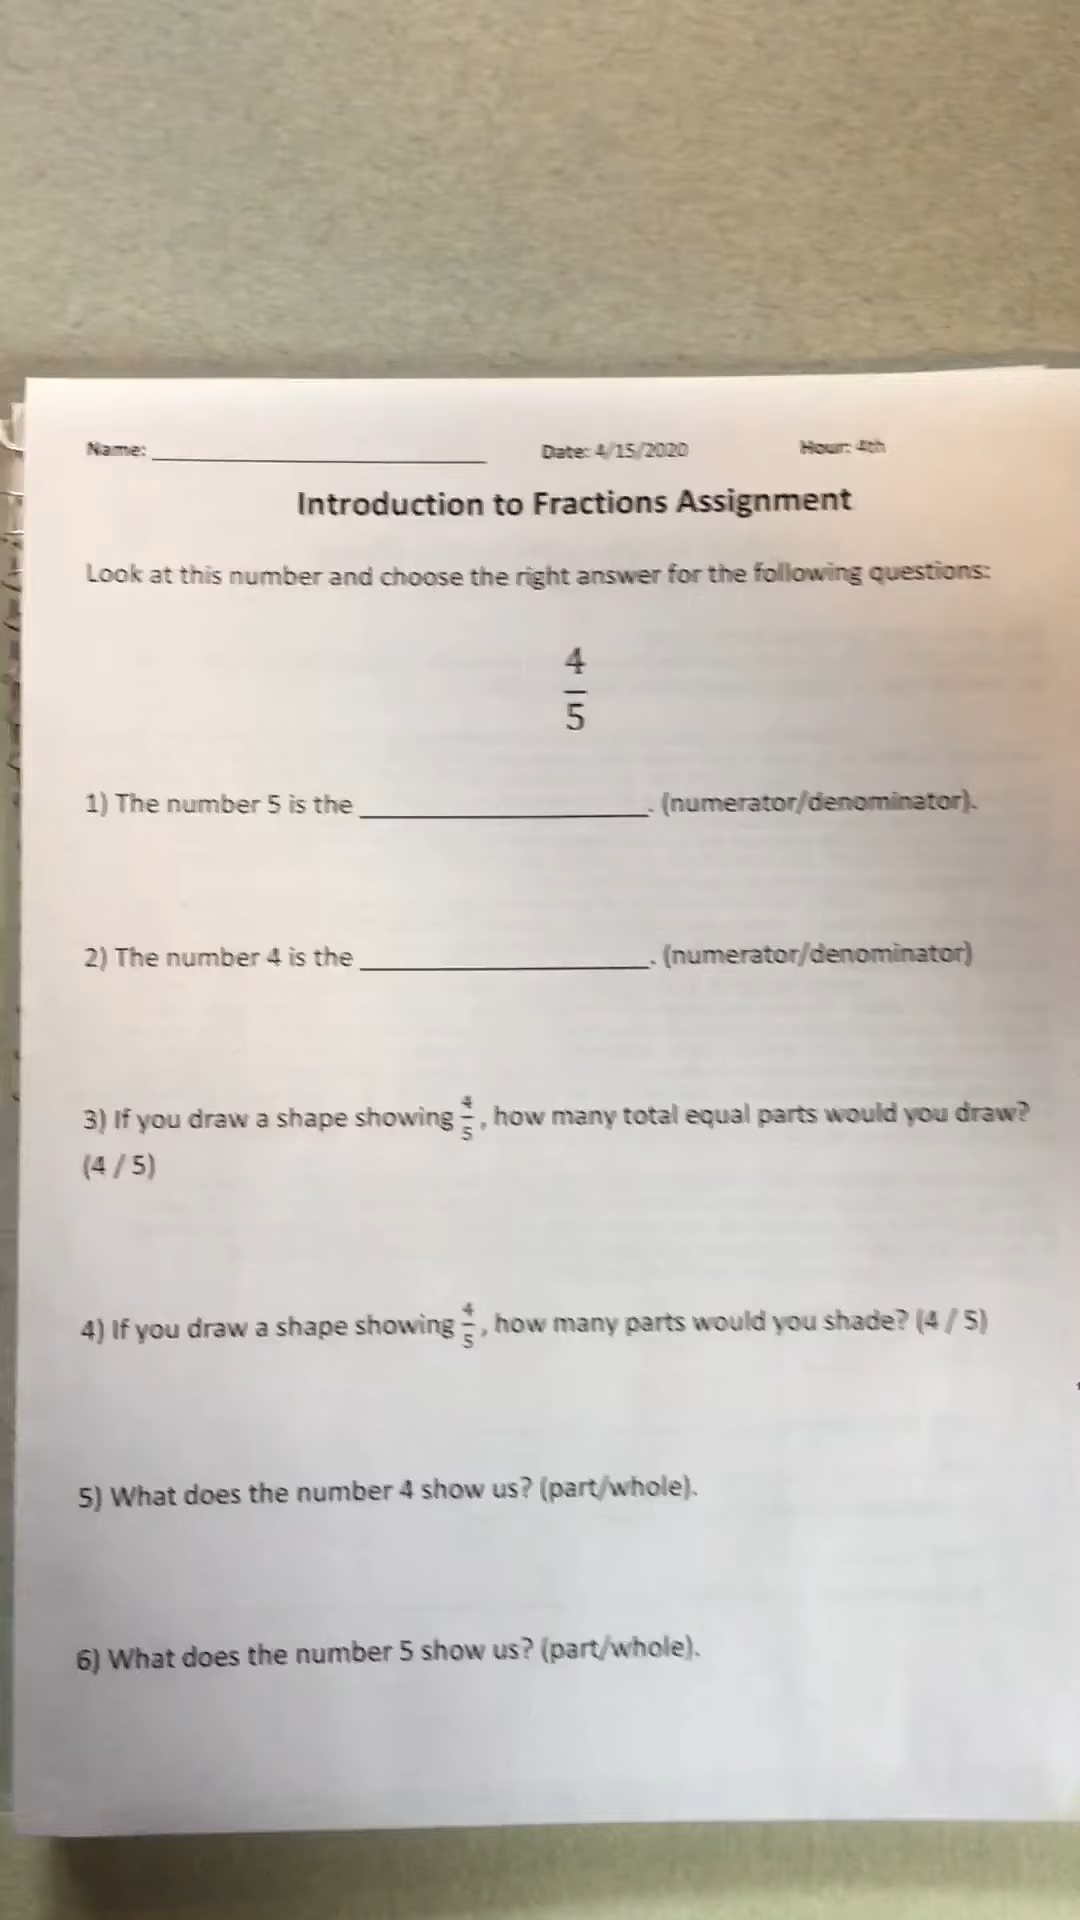 Name: ____________________ Date: 4/15/2020 Hour: 4th
Introduction to Fractions Assignment
Look at this number and choose the right answer for the following questions:
4
5
1) The number 5 is the ____________________. (numerator/denominator).
2) The number 4 is the ____________________. (numerator/denominator)
3) If you draw a shape showing 4/5, how many total equal parts would you draw?
(4 / 5)
4) If you draw a shape showing 4/5, how many parts would you shade? (4 / 5)
5) What does the number 4 show us? (part/whole).
6) What does the number 5 show us? (part/whole).